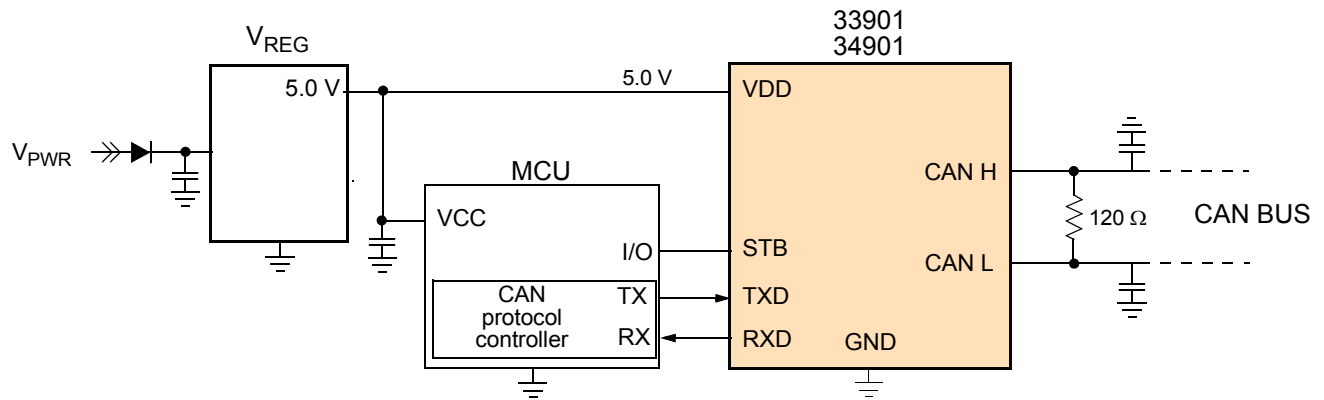 33901
34901
V_REG
5.0 V
5.0 V
VDD
V_PWR
MCU
CAN H
VCC
120 Ω
CAN BUS
I/O
STB
CAN L
CAN
protocol
controller
TX
TXD
RX
RXD
GND